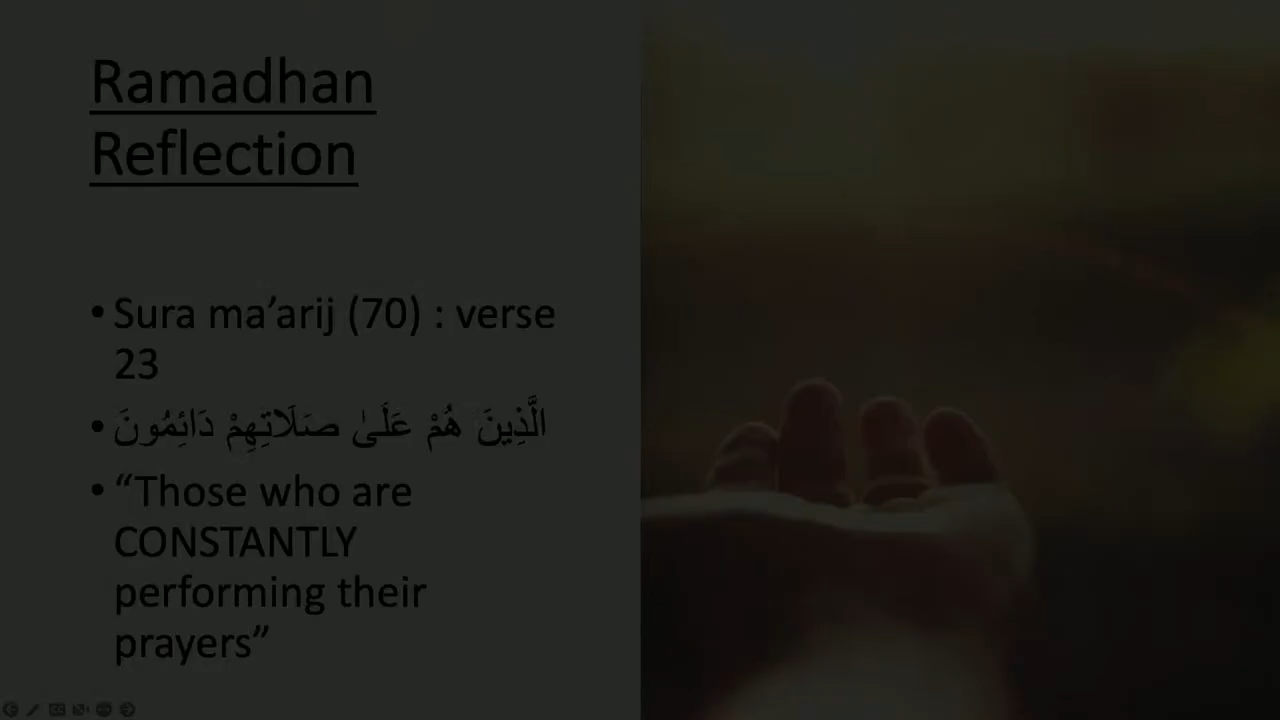 Ramadhan
Reflection
• Sura ma’arij (70) : verse
23
• الَّذِينَ هُمْ عَلَىٰ صَلَاتِهِمْ دَائِمُونَ
• “Those who are
CONSTANTLY
performing their
prayers”